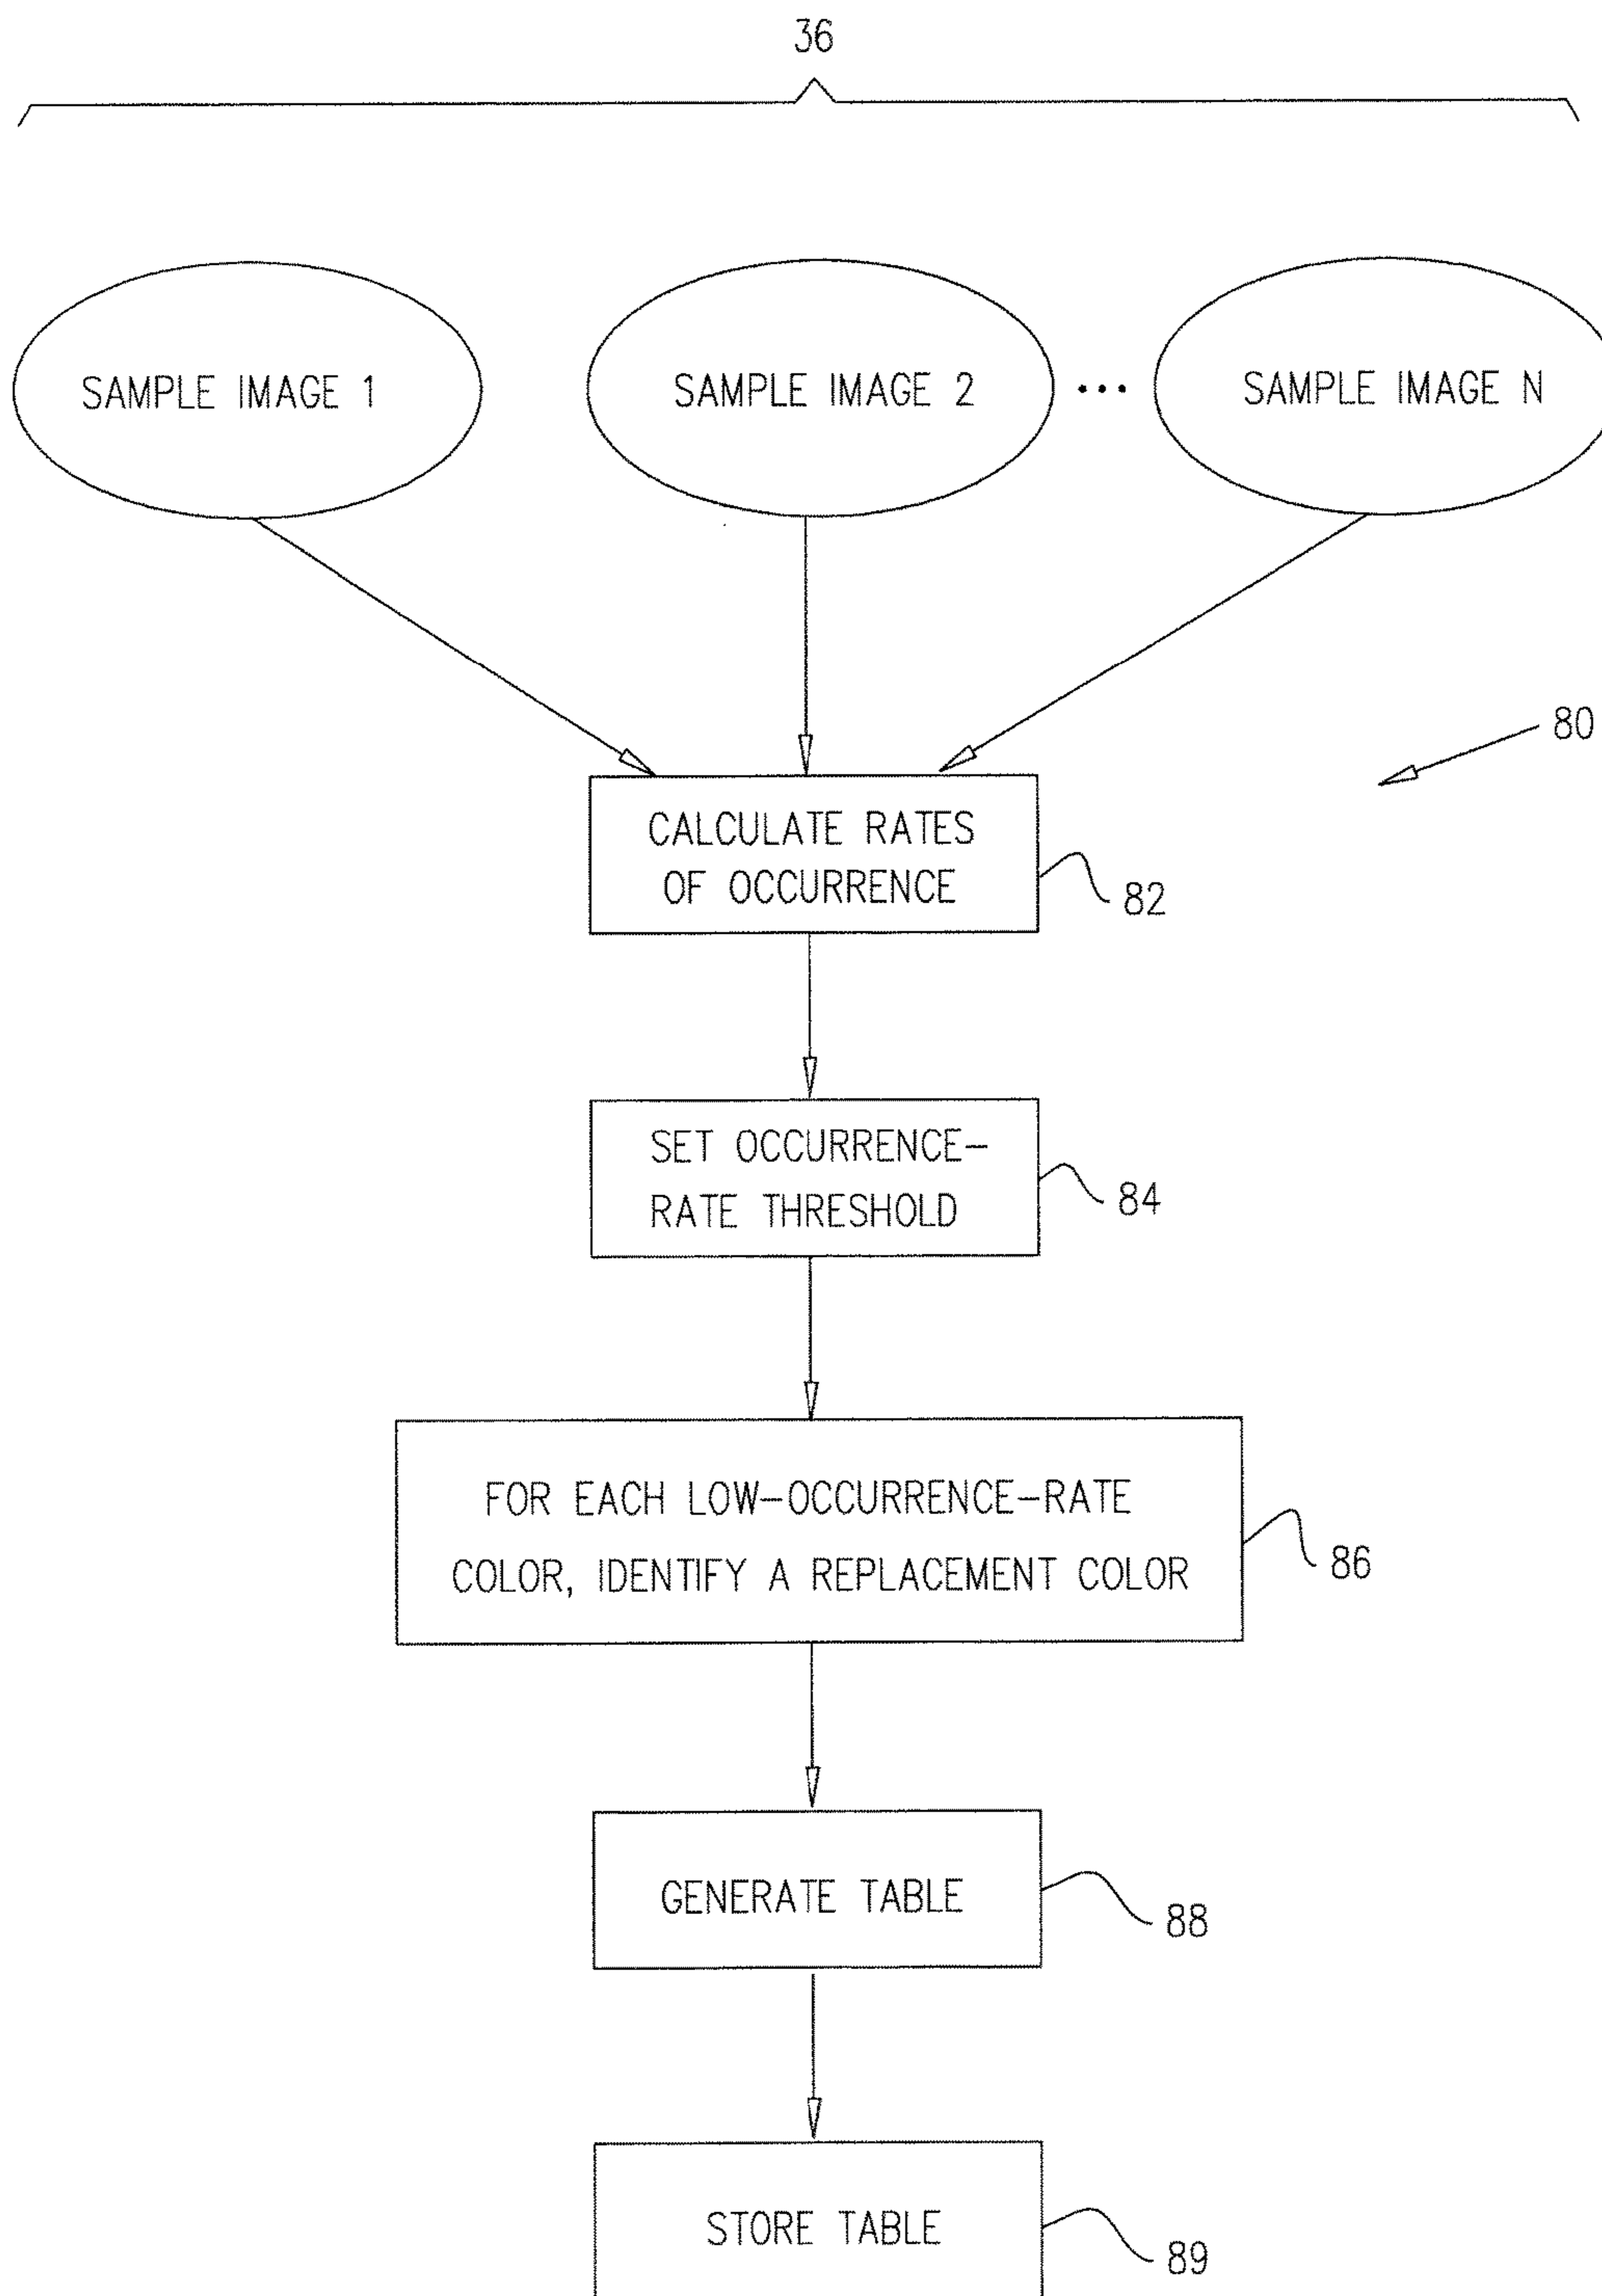 36
SAMPLE IMAGE 1
SAMPLE IMAGE 2
...
SAMPLE IMAGE N
80
CALCULATE RATES
OF OCCURRENCE
82
SET OCCURRENCE-
RATE THRESHOLD
84
FOR EACH LOW-OCCURRENCE-RATE
COLOR, IDENTIFY A REPLACEMENT COLOR
86
GENERATE TABLE
88
STORE TABLE
89